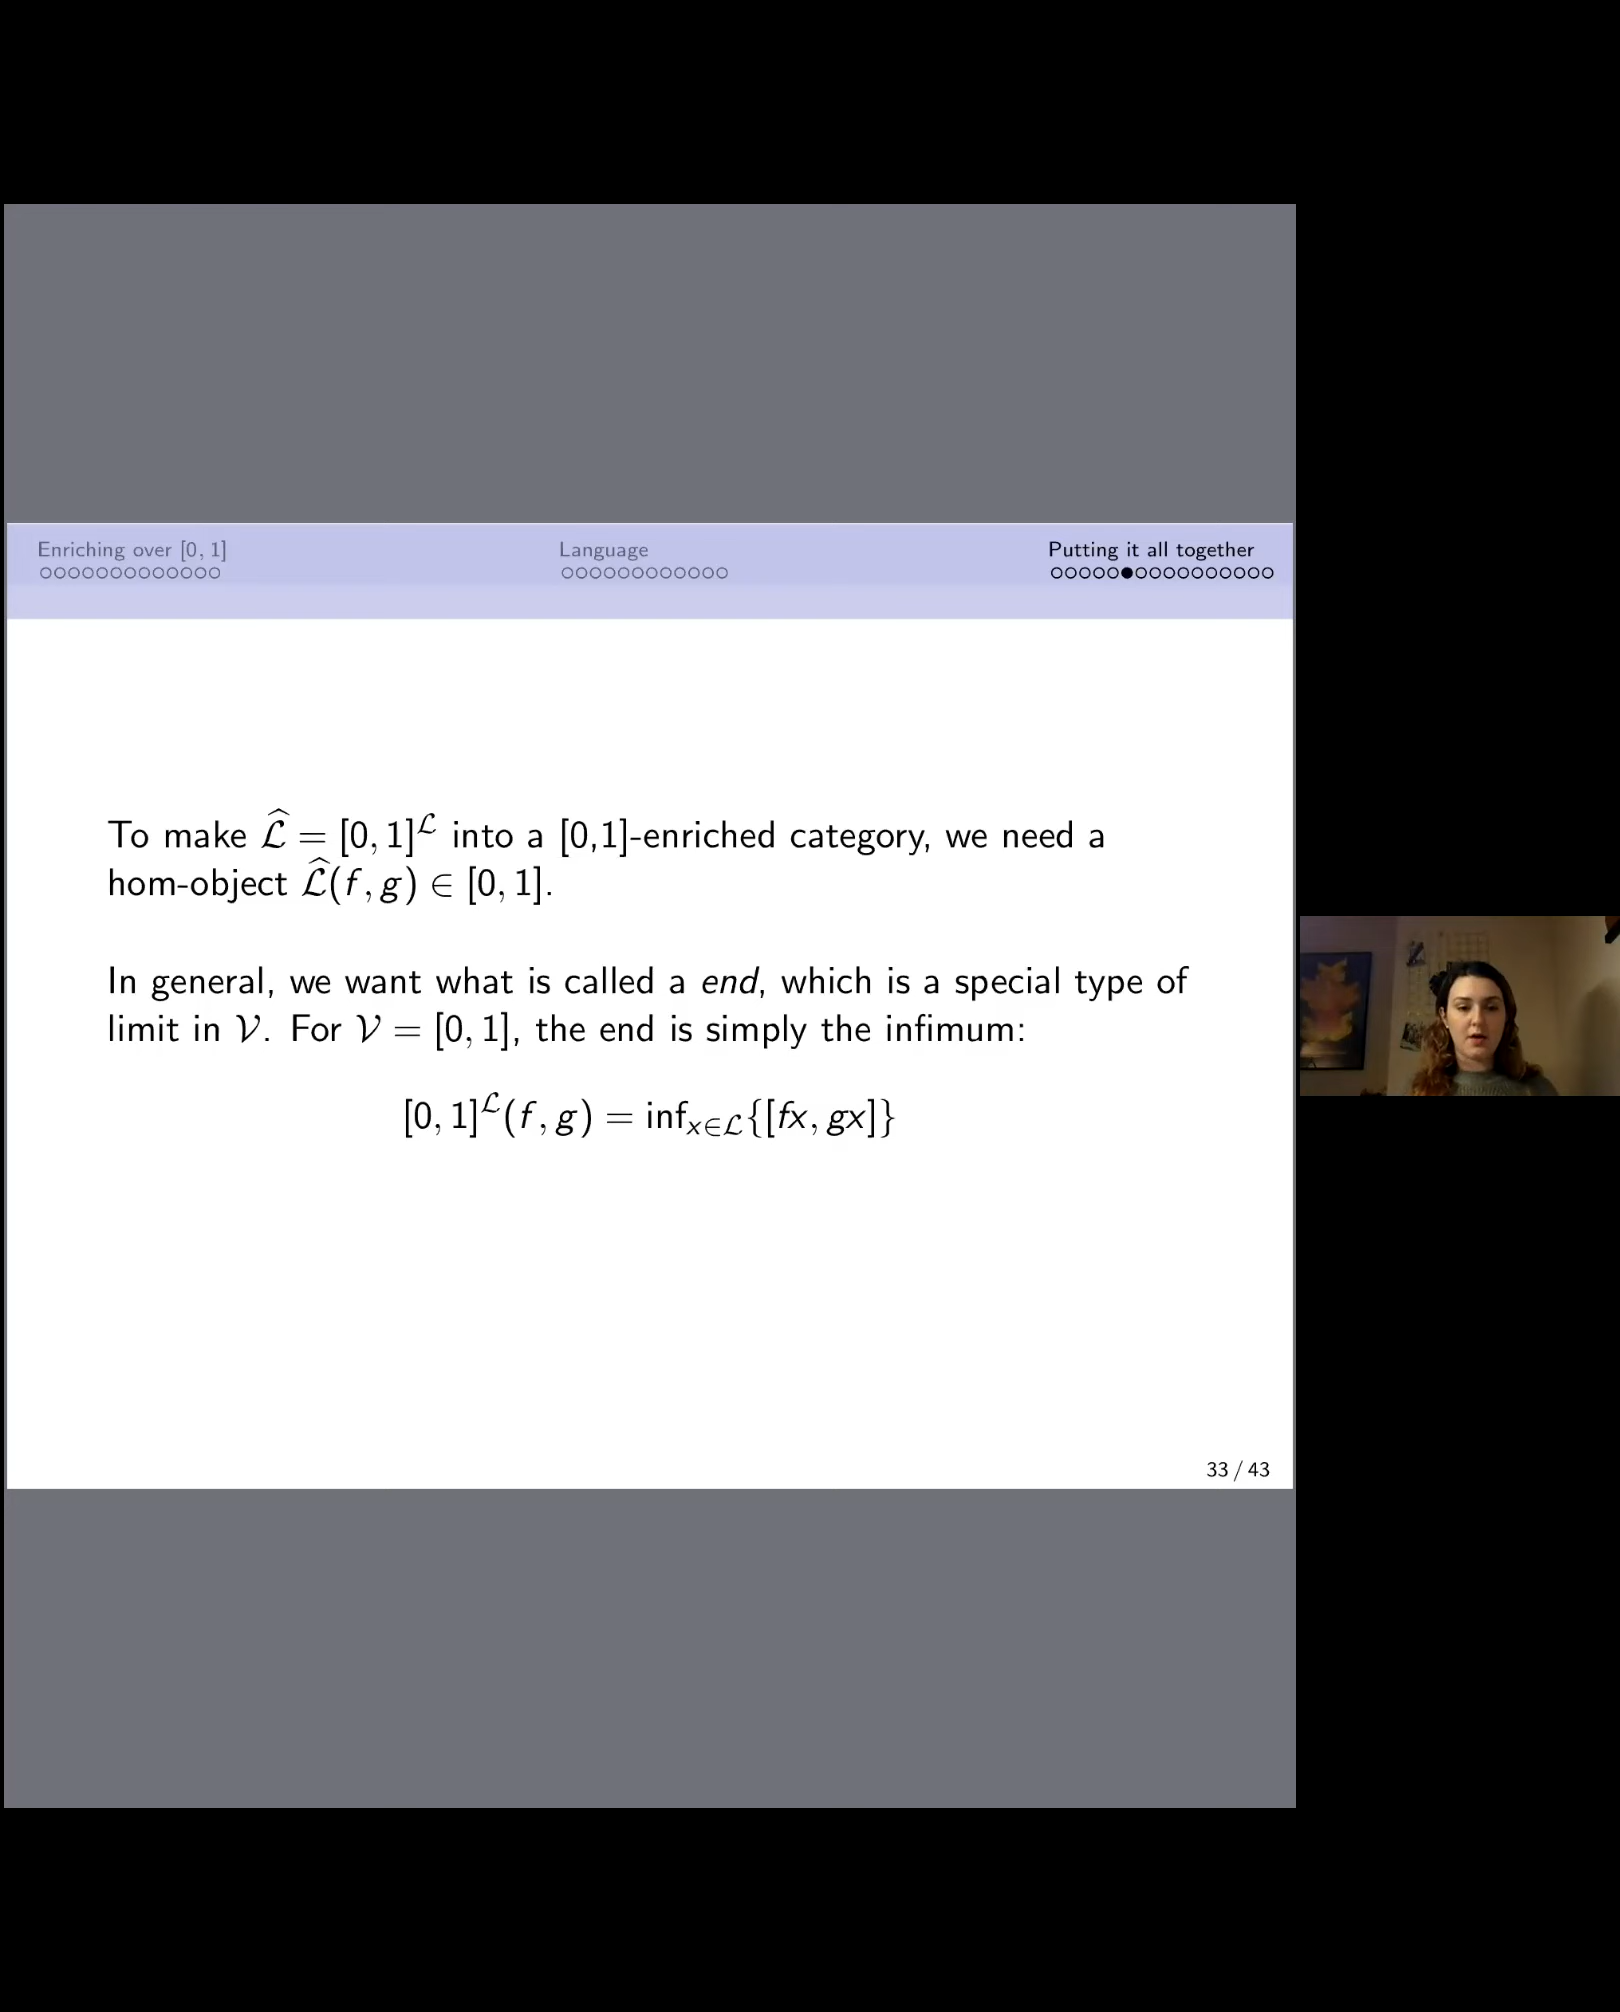 Enriching over [0, 1]
Language
Putting it all together
To make $\widehat{\mathcal{L}} = [0, 1]^{\mathcal{L}}$ into a [0,1]-enriched category, we need a
hom-object $\widehat{\mathcal{L}}(f, g) \in [0, 1]$.
In general, we want what is called a end, which is a special type of
limit in $\mathcal{V}$. For $\mathcal{V} = [0, 1]$, the end is simply the infimum:
$[0, 1]^{\mathcal{L}}(f, g) = \inf_{x \in \mathcal{L}}\{[fx, gx]\}$
33 / 43